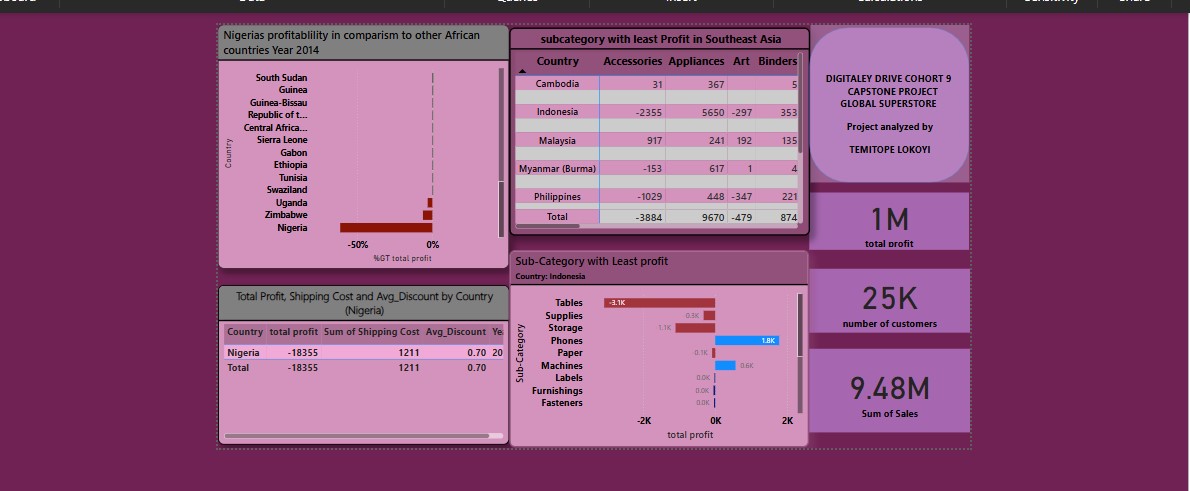 Nigerias profitablility in comparism to other African
countries Year 2014
Country
South Sudan
Guinea
Guinea-Bissau
Republic of t...
Central Africa...
Sierra Leone
Gabon
Ethiopia
Tunisia
Swaziland
Uganda
Zimbabwe
Nigeria
-50% 0%
%GT total profit
subcategory with least Profit in Southeast Asia
Country Accessories Appliances Art Binders
Cambodia 31 367 5
Indonesia -2355 5650 -297 353
Malaysia 917 241 192 135
Myanmar (Burma) -153 617 1 4
Philippines -1029 448 -347 221
Total -3884 9670 -479 874
DIGITALEY DRIVE COHORT 9
CAPSTONE PROJECT
GLOBAL SUPERSTORE
Project analyzed by
TEMITOPE LOKOYI
1M
total profit
25K
number of customers
9.48M
Sum of Sales
Total Profit, Shipping Cost and Avg_Discount by Country
(Nigeria)
Country total profit Sum of Shipping Cost Avg_Discount
Nigeria -18355 1211 0.70 20
Total -18355 1211 0.70
Sub-Category with Least profit
Country: Indonesia
Sub-Category
Tables -3.1K
Supplies 0.3K
Storage 1.1K
Phones 1.8K
Paper 0.1K
Machines 0.6K
Labels 0.0K
Furnishings 0.0K
Fasteners 0.0K
-2K 0K 2K
total profit